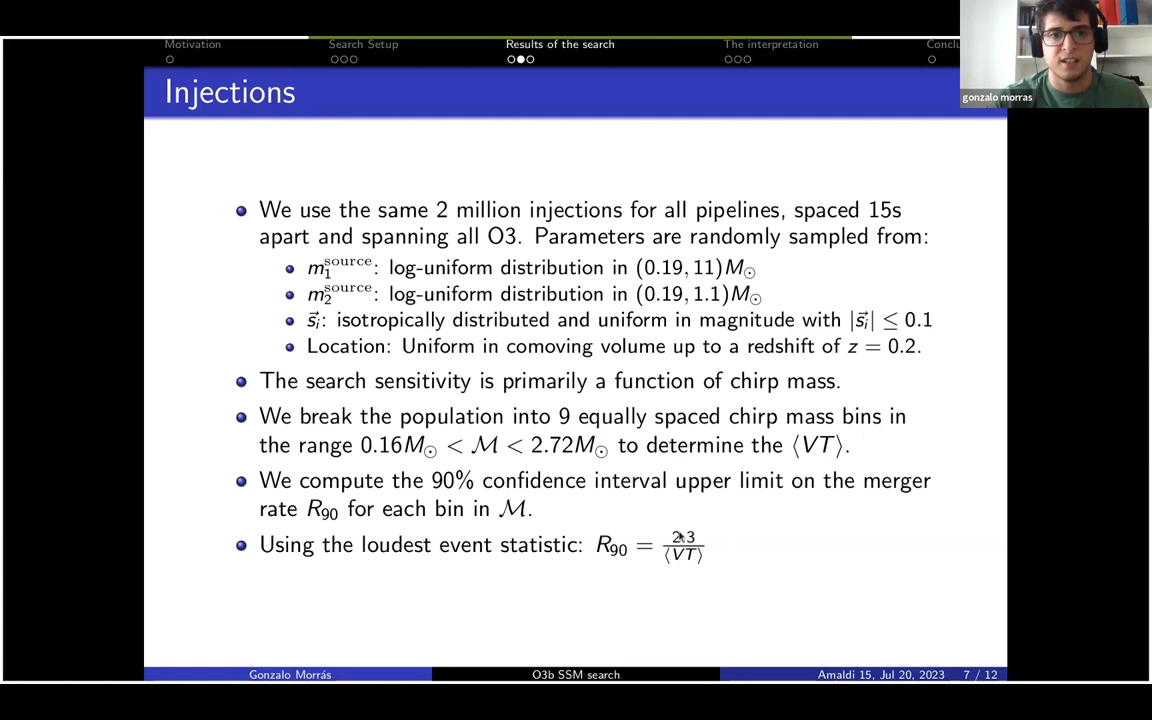 Motivation
Search Setup
Results of the search
The interpretation
Conclu
gonzalo morras
Injections
We use the same 2 million injections for all pipelines, spaced 15s
apart and spanning all O3. Parameters are randomly sampled from:
m₁^source: log-uniform distribution in (0.19, 11)M⊙
m₂^source: log-uniform distribution in (0.19, 1.1)M⊙
s⃗ᵢ: isotropically distributed and uniform in magnitude with |s⃗ᵢ| ≤ 0.1
Location: Uniform in comoving volume up to a redshift of z = 0.2.
The search sensitivity is primarily a function of chirp mass.
We break the population into 9 equally spaced chirp mass bins in
the range 0.16M⊙ < ℳ < 2.72M⊙ to determine the ⟨VT⟩.
We compute the 90% confidence interval upper limit on the merger
rate R₉₀ for each bin in ℳ.
Using the loudest event statistic: R₉₀ = 2.3/⟨VT⟩
Gonzalo Morrás
O3b SSM search
Amaldi 15, Jul 20, 2023 7 / 12